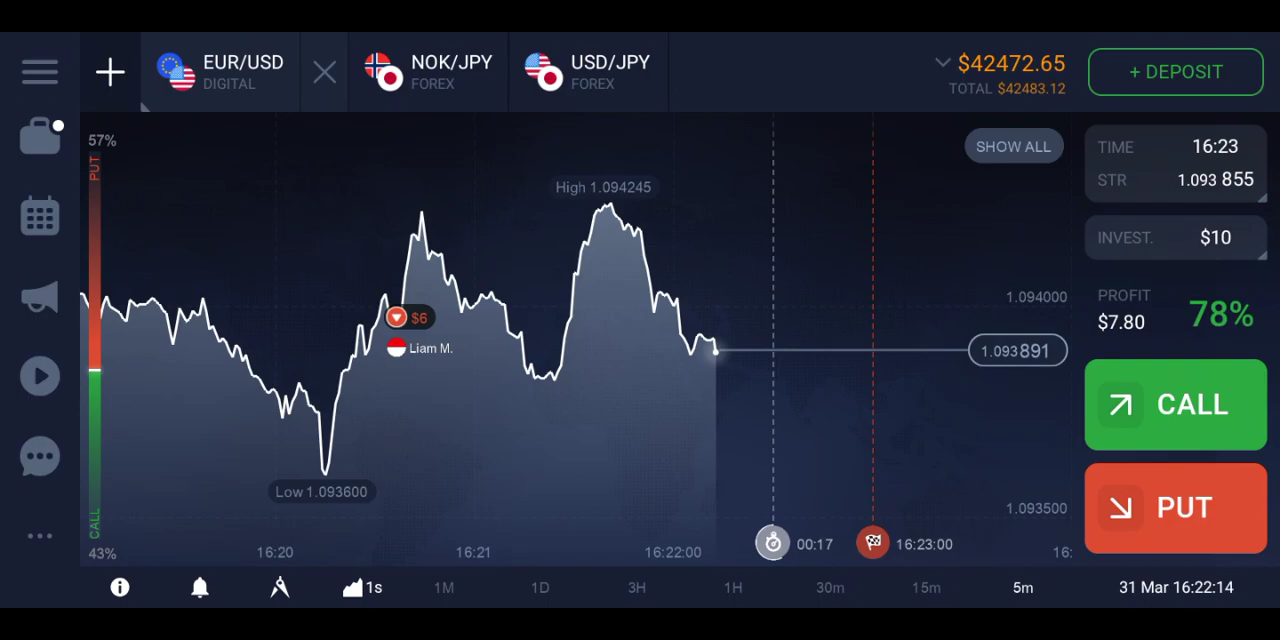 EUR/USD
DIGITAL
NOK/JPY
FOREX
USD/JPY
FOREX
$42472.65
TOTAL $42483.12
+ DEPOSIT
57%
PUT
SHOW ALL
TIME 16:23
STR 1.093 855
High 1.094245
INVEST. $10
1.094000
PROFIT
$7.80
78%
$6
Liam M.
1.093891
CALL
Low 1.093600
1.093500
PUT
CALL
43%
16:20
16:21
16:22:00
00:17
16:23:00
16:
1s
1M
1D
3H
1H
30m
15m
5m
31 Mar 16:22:14